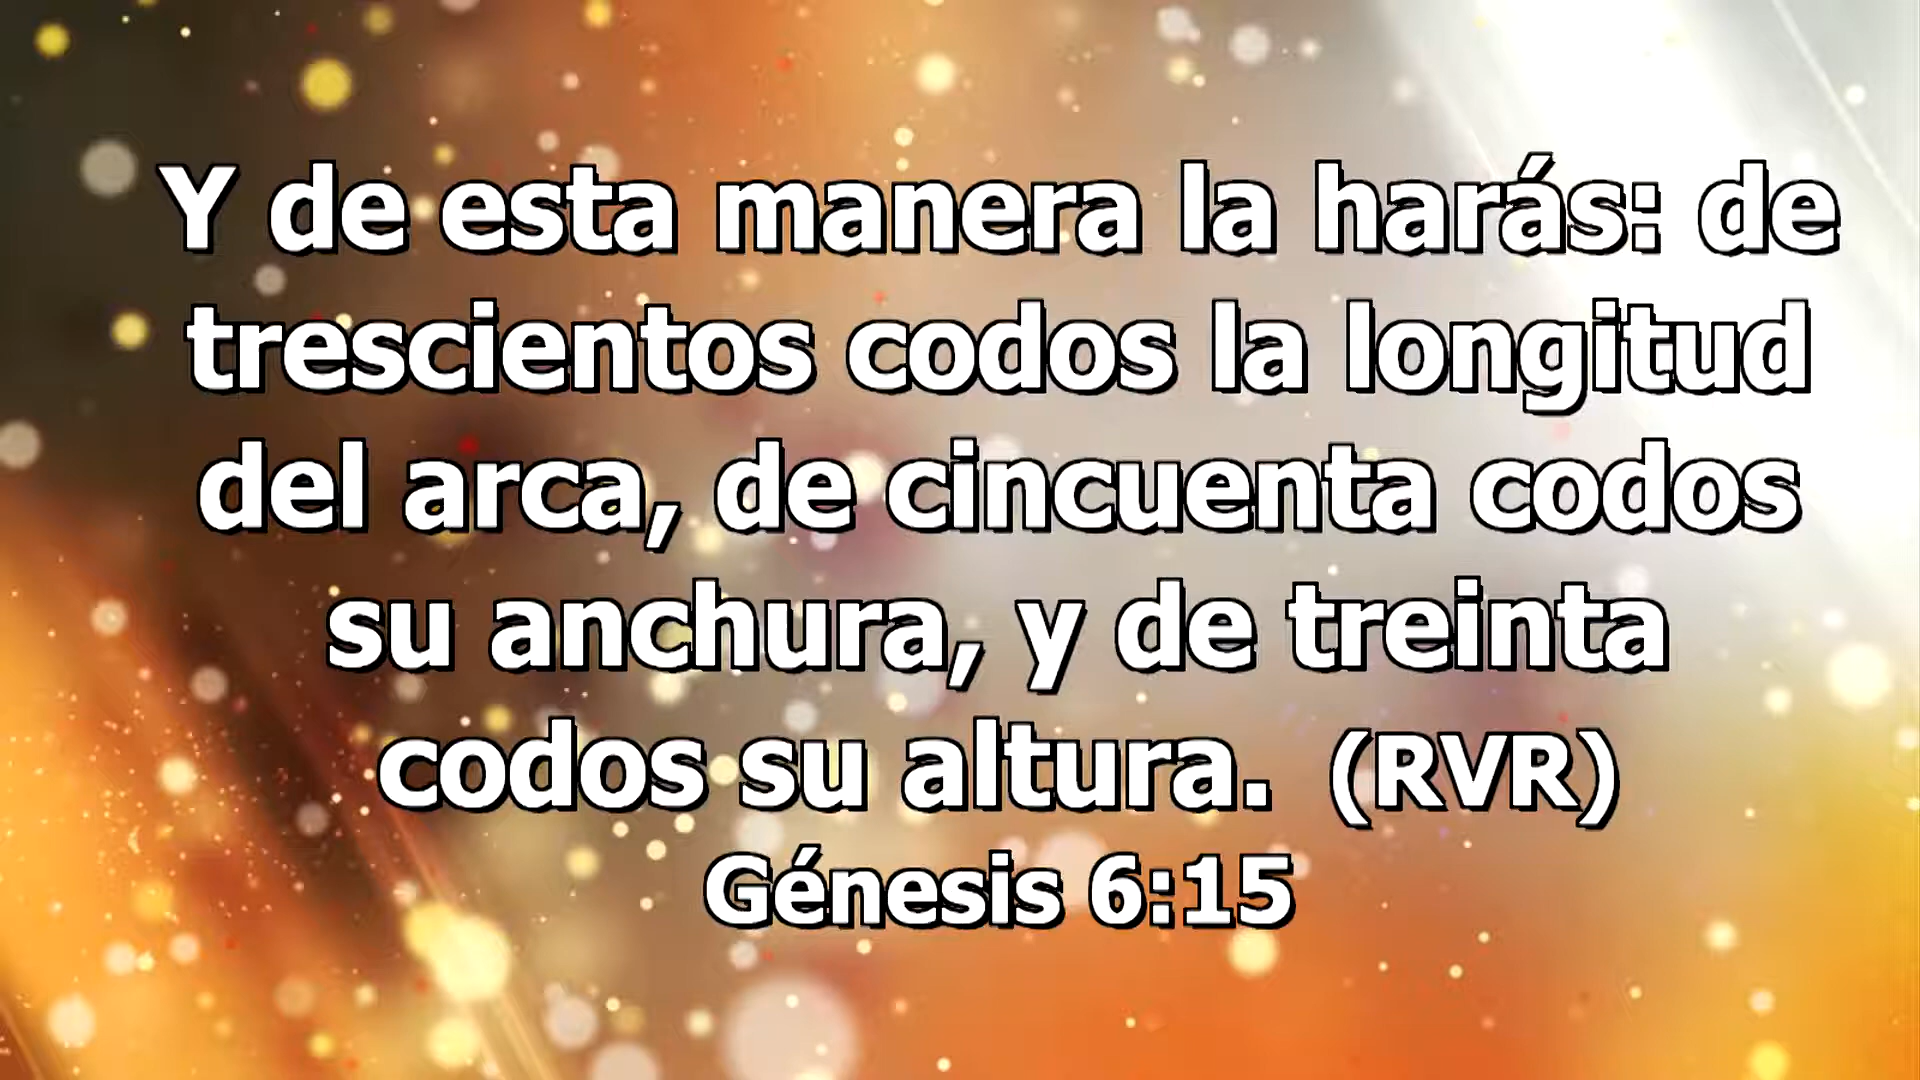 Y de esta manera la harás: de
trescientos codos la longitud
del arca, de cincuenta codos
su anchura, y de treinta
codos su altura. (RVR)
Génesis 6:15